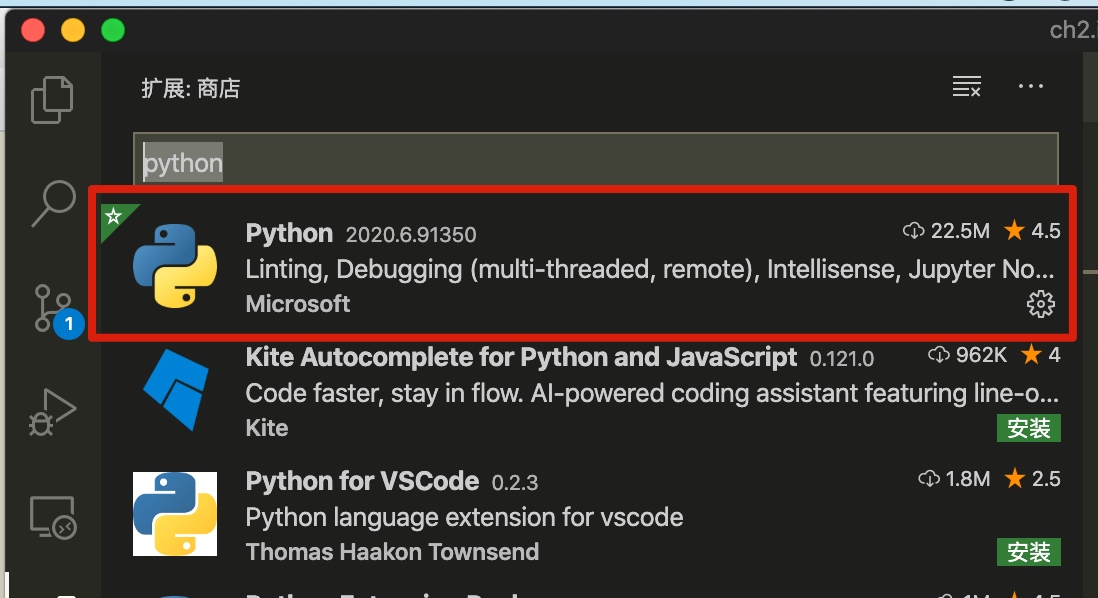 ch2.i
扩展: 商店
python
Python 2020.6.91350 22.5M 4.5
Linting, Debugging (multi-threaded, remote), Intellisense, Jupyter No...
Microsoft
1
Kite Autocomplete for Python and JavaScript 0.121.0 962K 4
Code faster, stay in flow. AI-powered coding assistant featuring line-o...
Kite
安装
Python for VSCode 0.2.3 1.8M 2.5
Python language extension for vscode
Thomas Haakon Townsend
安装